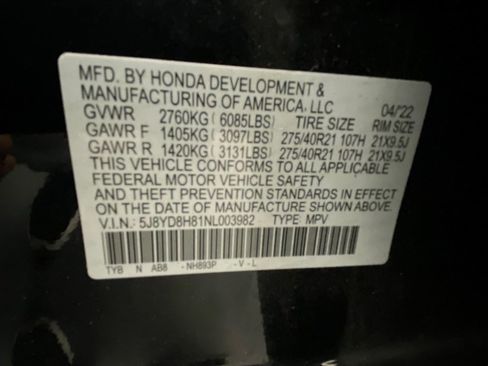 MFD. BY HONDA DEVELOPMENT &
MANUFACTURING OF AMERICA, LLC 04/'22
GVWR 2760KG ( 6085LBS) TIRE SIZE RIM SIZE
GAWR F 1405KG ( 3097LBS) 275/40R21 107H 21X9.5J
GAWR R 1420KG ( 3131LBS) 275/40R21 107H 21X9.5J
THIS VEHICLE CONFORMS TO ALL APPLICABLE
FEDERAL MOTOR VEHICLE SAFETY
AND THEFT PREVENTION STANDARDS IN EFFECT
ON THE DATE OF MANUFACTURE SHOWN ABOVE.
V.I.N.: 5J8YD8H81NL003982 TYPE: MPV
TYB N AB8 -NH893P -V-L